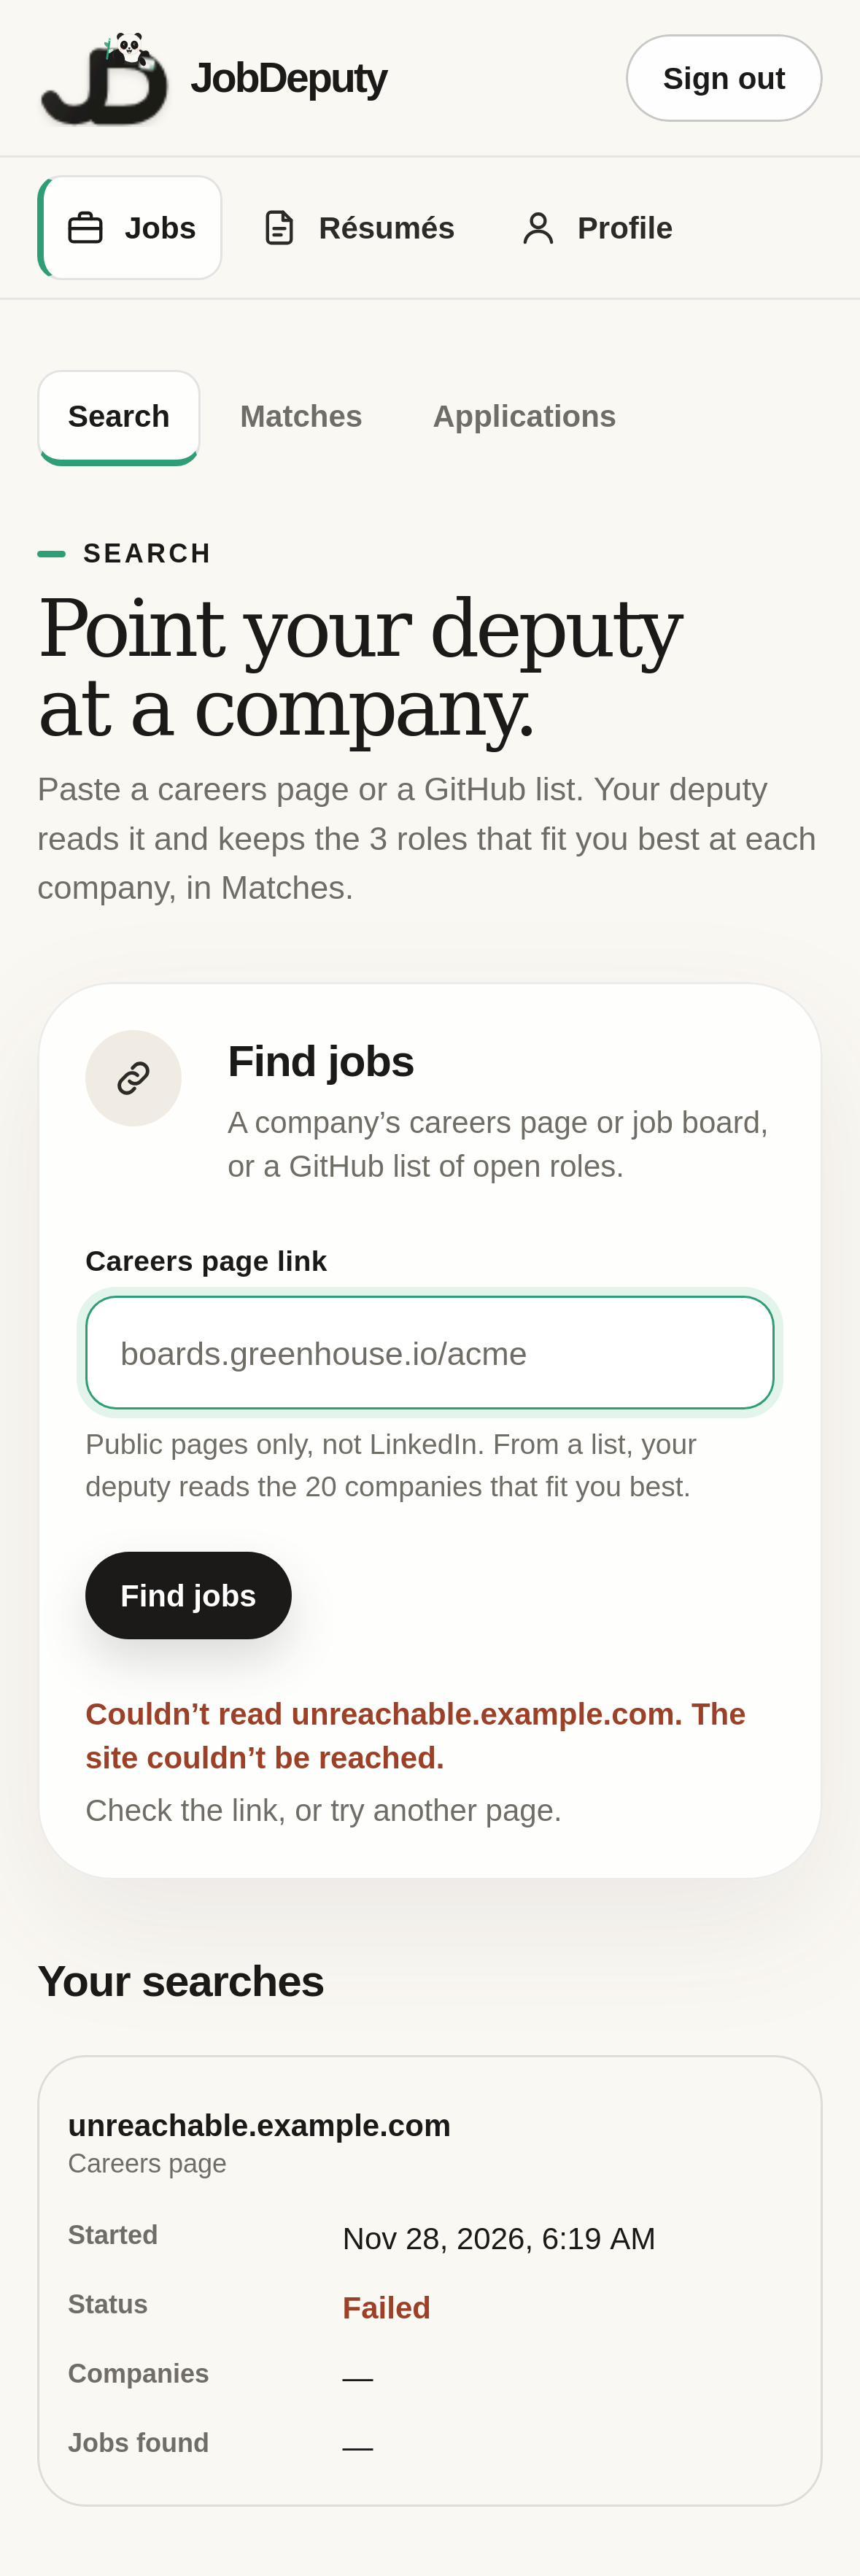 JD JobDeputy
Sign out
Jobs
Résumés
Profile
Search
Matches
Applications
SEARCH
Point your deputy
at a company.
Paste a careers page or a GitHub list. Your deputy
reads it and keeps the 3 roles that fit you best at each
company, in Matches.
Find jobs
A company’s careers page or job board,
or a GitHub list of open roles.
Careers page link
boards.greenhouse.io/acme
Public pages only, not LinkedIn. From a list, your
deputy reads the 20 companies that fit you best.
Find jobs
Couldn’t read unreachable.example.com. The
site couldn’t be reached.
Check the link, or try another page.
Your searches
unreachable.example.com
Careers page
Started Nov 28, 2026, 6:19 AM
Status Failed
Companies —
Jobs found —